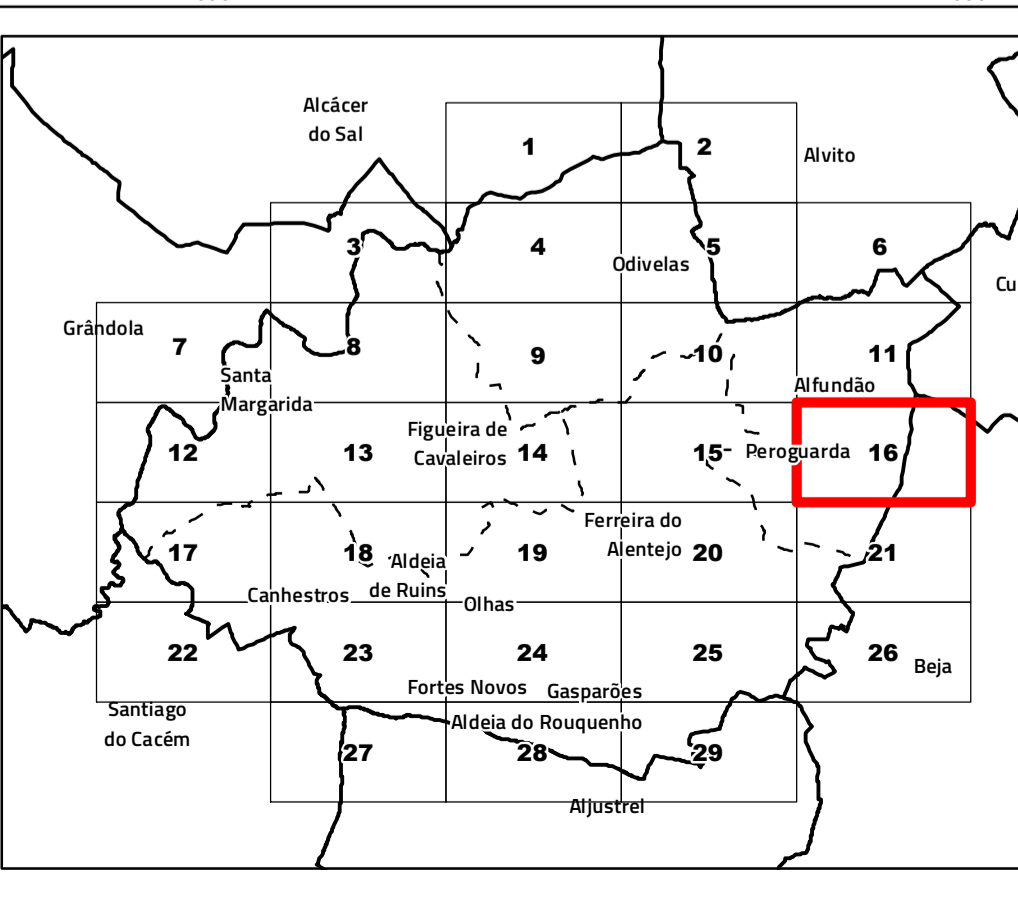 Alcácer
do Sal
1
2
Alvito
3
4
5
6
Odivelas
Cu
Grândola
7
8
9
10
11
Santa
Margarida
Alfundão
Figueira de
Cavaleiros
12
13
14
15
Peroguarda
16
Ferreira do
Alentejo
17
18
Aldeia
de Ruins
19
20
21
Canhestros
Olhas
22
23
24
25
26
Beja
Fortes Novos
Gasparões
Santiago
do Cacém
Aldeia do Rouquenho
27
28
29
Aljustrel